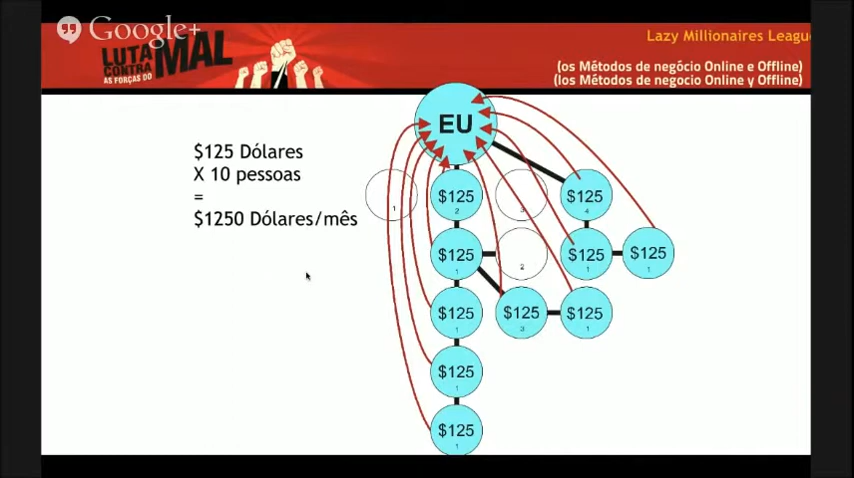 Google+
LUTA
CONTRA
AS FORÇAS DO
MAL
Lazy Millionaires League
(os Métodos de negócio Online e Offline)
(los Métodos de negocio Online y Offline)
$125 Dólares
X 10 pessoas
=
$1250 Dólares/mês
EU
1
$125
2
3
$125
4
$125
1
2
$125
1
$125
1
$125
1
$125
3
$125
1
$125
1
$125
1